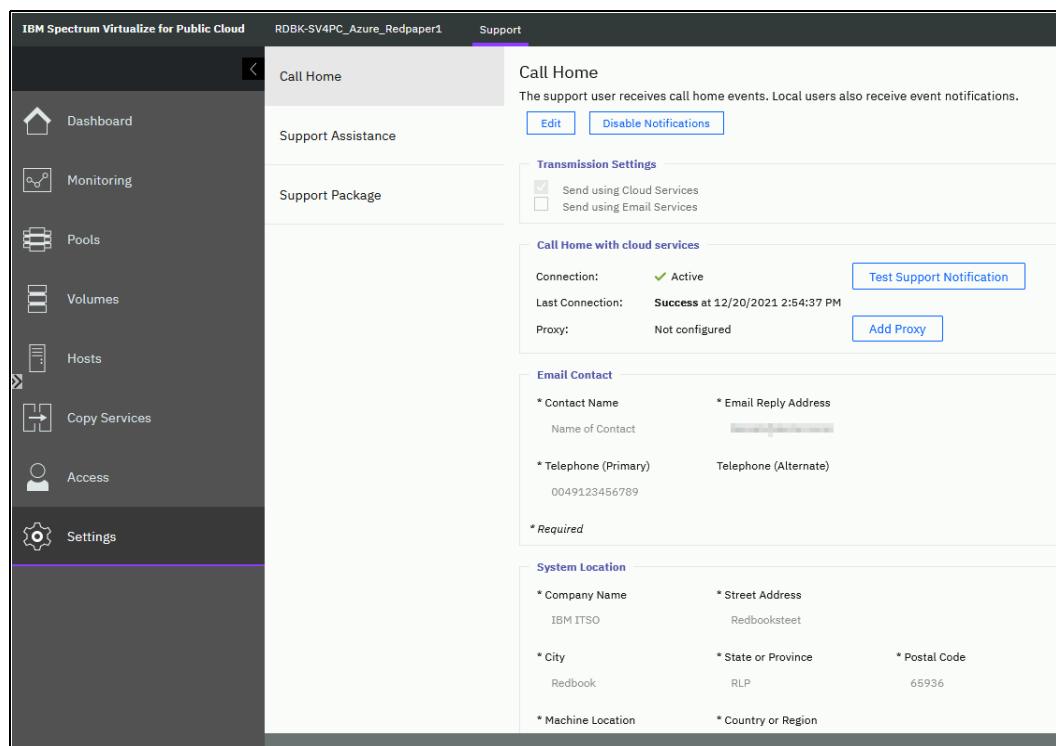 IBM Spectrum Virtualize for Public Cloud RDBK-SV4PC_Azure_Redpaper1 Support
Dashboard
Monitoring
Pools
Volumes
Hosts
Copy Services
Access
Settings
Call Home
Support Assistance
Support Package
Call Home
The support user receives call home events. Local users also receive event notifications.
Edit Disable Notifications
Transmission Settings
Send using Cloud Services
Send using Email Services
Call Home with cloud services
Connection: Active Test Support Notification
Last Connection: Success at 12/20/2021 2:54:37 PM
Proxy: Not configured Add Proxy
Email Contact
* Contact Name * Email Reply Address
Name of Contact
* Telephone (Primary) Telephone (Alternate)
0049123456789
* Required
System Location
* Company Name * Street Address
IBM ITSO Redbooksteet
* City * State or Province * Postal Code
Redbook RLP 65936
* Machine Location * Country or Region